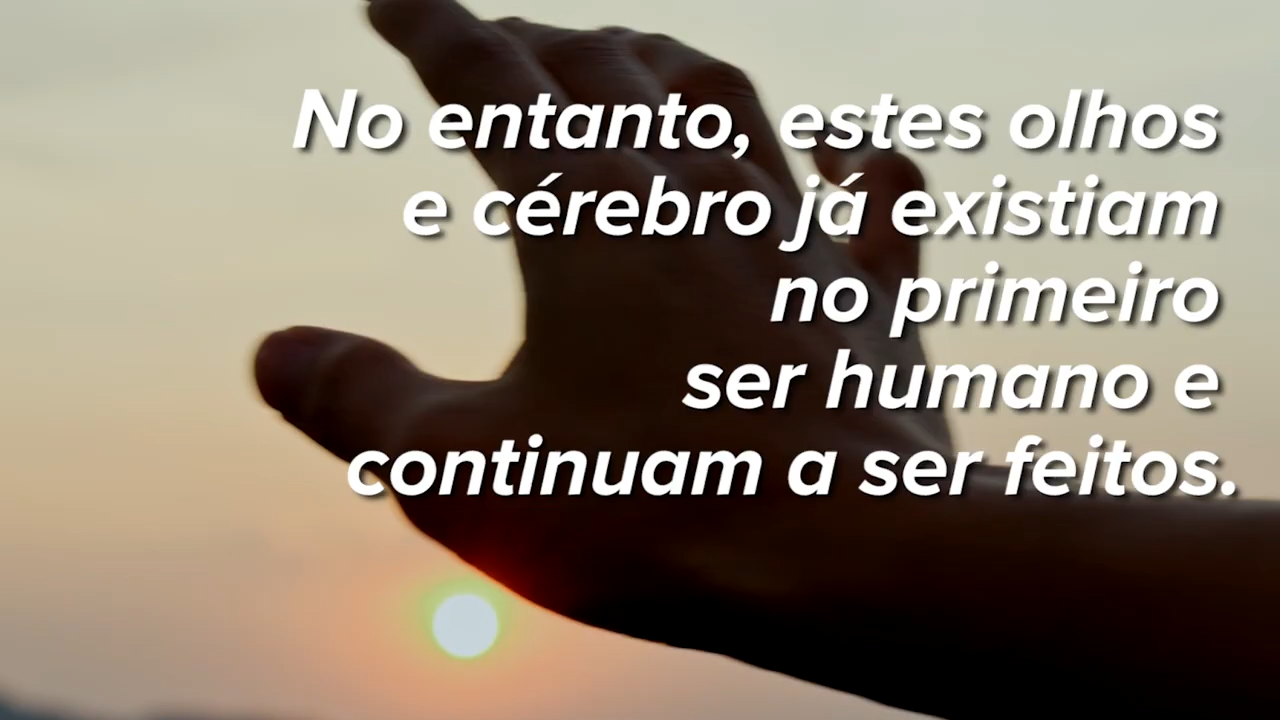 No entanto, estes olhos
e cérebro já existiam
no primeiro
ser humano e
continuam a ser feitos.